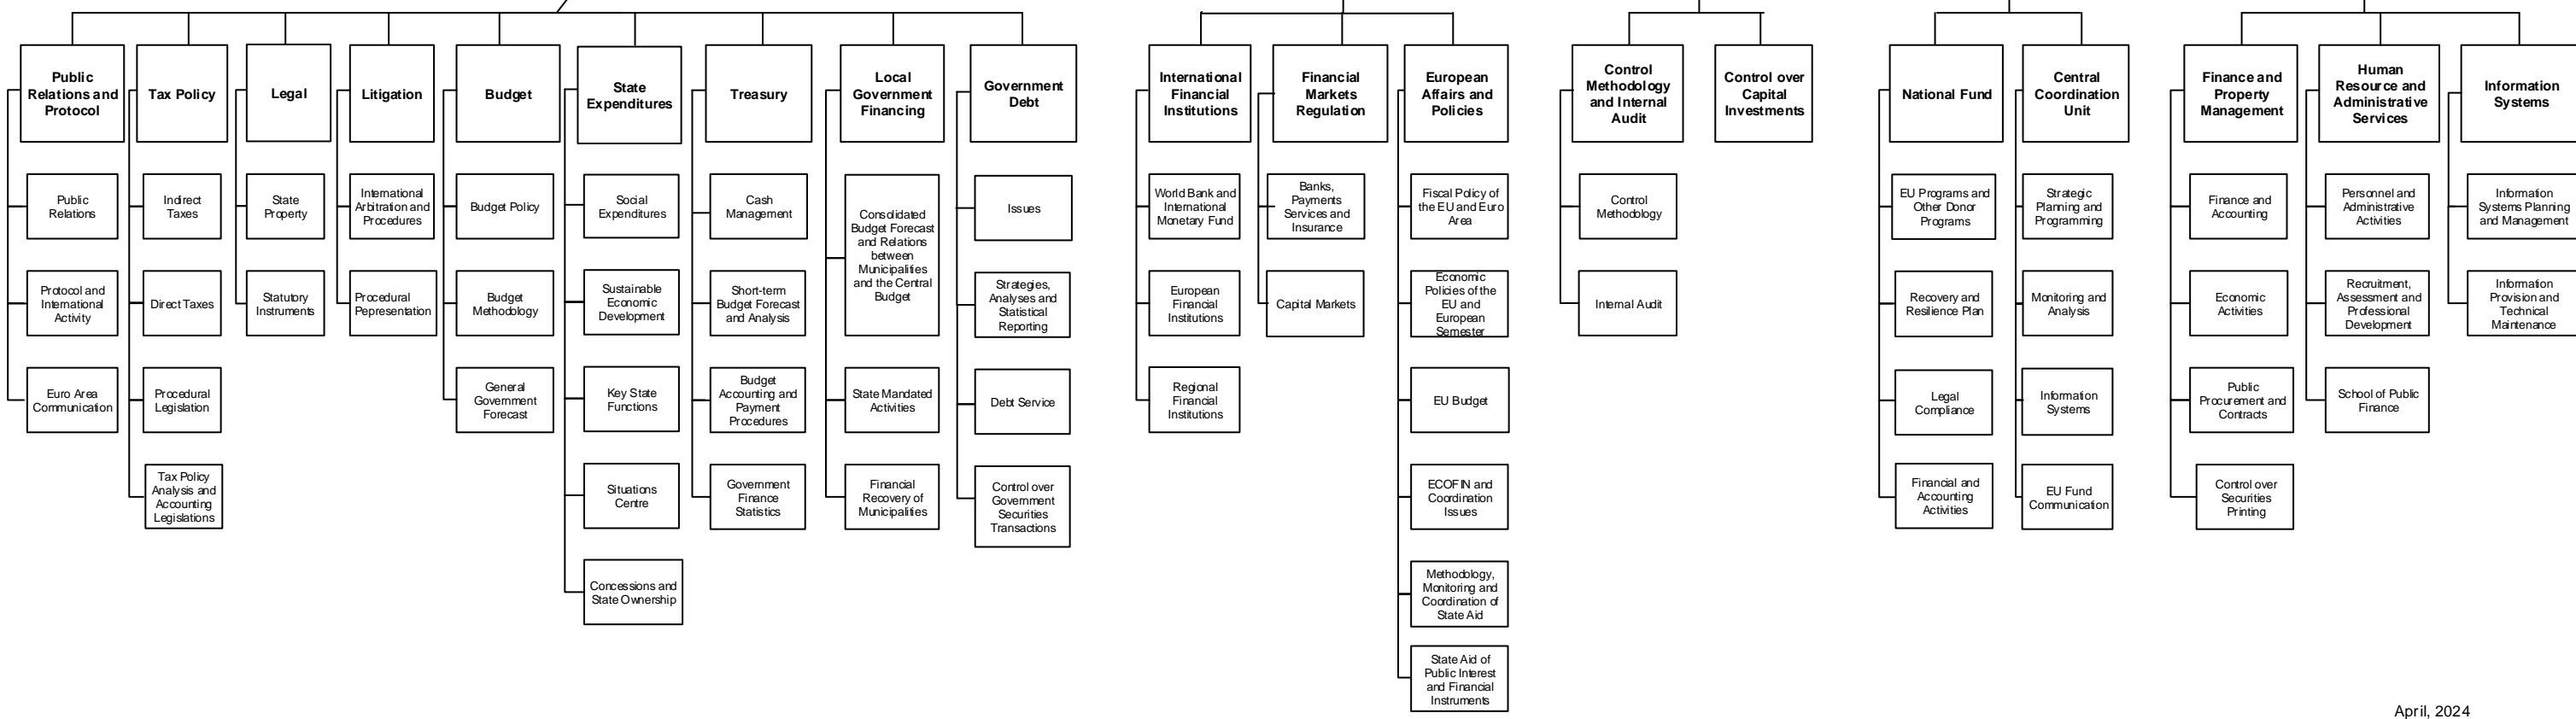 Public
Relations and
Protocol
Public
Relations
Protocol and
International
Activity
Euro Area
Communication
Tax Policy
Indirect
Taxes
Direct Taxes
Procedural
Legislation
Tax Policy
Analysis and
Accounting
Legislations
Legal
State
Property
Statutory
Instruments
Litigation
International
Arbitration and
Procedures
Procedural
Pepresentation
Budget
Budget Policy
Budget
Methodology
General
Government
Forecast
State
Expenditures
Social
Expenditures
Sustainable
Economic
Development
Key State
Functions
Situations
Centre
Concessions and
State Ownership
Treasury
Cash
Management
Short-term
Budget Forecast
and Analysis
Budget
Accounting and
Payment
Procedures
Government
Finance
Statistics
Local
Government
Financing
Consolidated
Budget Forecast
and Relations
between
Municipalities
and the Central
Budget
State Mandated
Activities
Financial
Recovery of
Municipalities
Government
Debt
Issues
Strategies,
Analyses and
Statistical
Reporting
Debt Service
Control over
Government
Securities
Transactions
International
Financial
Institutions
World Bank and
International
Monetary Fund
European
Financial
Institutions
Regional
Financial
Institutions
Financial
Markets
Regulation
Banks,
Payments
Services and
Insurance
Capital Markets
European
Affairs and
Policies
Fiscal Policy of
the EU and Euro
Area
Economic
Policies of the
EU and
European
Semester
EU Budget
ECOFIN and
Coordination
Issues
Methodology,
Monitoring and
Coordination of
State Aid
State Aid of
Public Interest
and Financial
Instruments
Control
Methodology
and Internal
Audit
Control
Methodology
Internal Audit
Control over
Capital
Investments
National Fund
EU Programs and
Other Donor
Programs
Recovery and
Resilience Plan
Legal
Compliance
Financial and
Accounting
Activities
Central
Coordination
Unit
Strategic
Planning and
Programming
Monitoring and
Analysis
Information
Systems
EU Fund
Communication
Finance and
Property
Management
Finance and
Accounting
Economic
Activities
Public
Procurement and
Contracts
Control over
Securities
Printing
Human
Resource and
Administrative
Services
Personnel and
Administrative
Activities
Recruitment,
Assessment and
Professional
Development
School of Public
Finance
Information
Systems
Information
Systems Planning
and Management
Information
Provision and
Technical
Maintenance
April, 2024